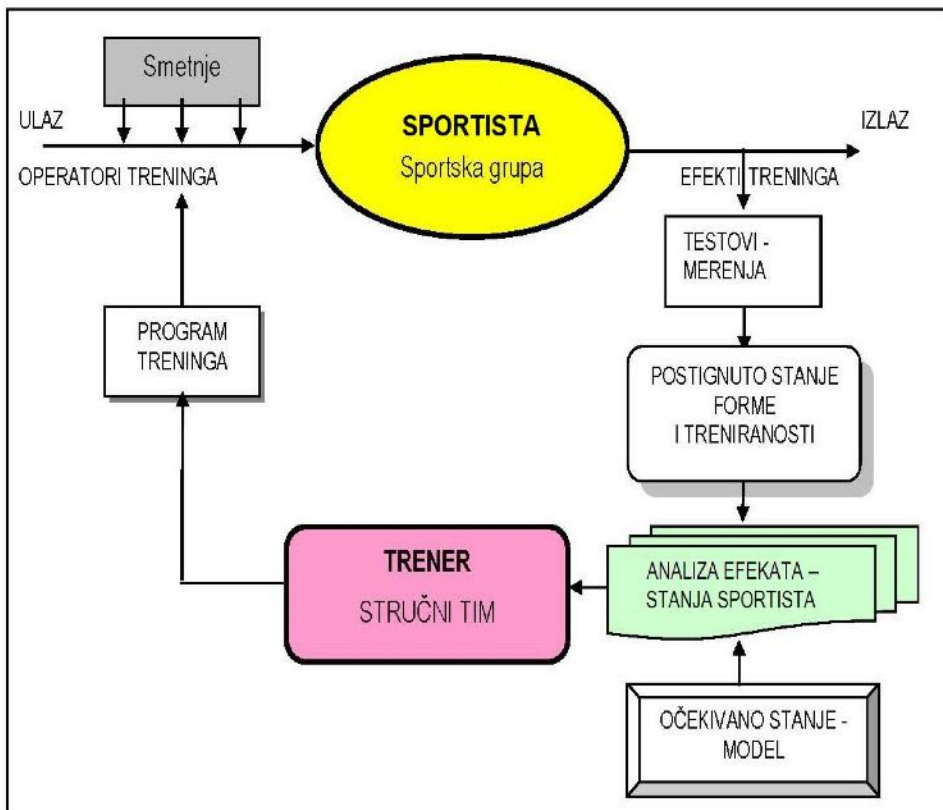 Smetnje
ULAZ
OPERATORI TRENINGA
SPORTISTA
Sportska grupa
IZLAZ
EFEKTI TRENINGA
TESTOVI -
MERENJA
PROGRAM
TRENINGA
POSTIGNUTO STANJE
FORME
I TRENIRANOSTI
TRENER
STRUČNI TIM
ANALIZA EFEKATA –
STANJA SPORTISTA
OČEKIVANO STANJE -
MODEL